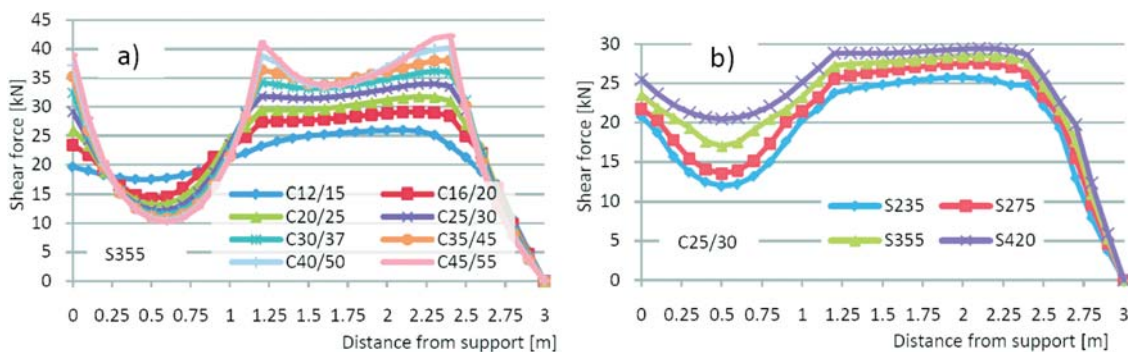 a)
Shear force [kN]
45
40
35
30
25
20
15
10
5
0
S355
C12/15 C16/20
C20/25 C25/30
C30/37 C35/45
C40/50 C45/55
0 0.25 0.5 0.75 1 1.25 1.5 1.75 2 2.25 2.5 2.75 3
Distance from support [m]
b)
Shear force [kN]
30
25
20
15
10
5
0
S235 S275
S355 S420
C25/30
0 0.25 0.5 0.75 1 1.25 1.5 1.75 2 2.25 2.5 2.75 3
Distance from support [m]